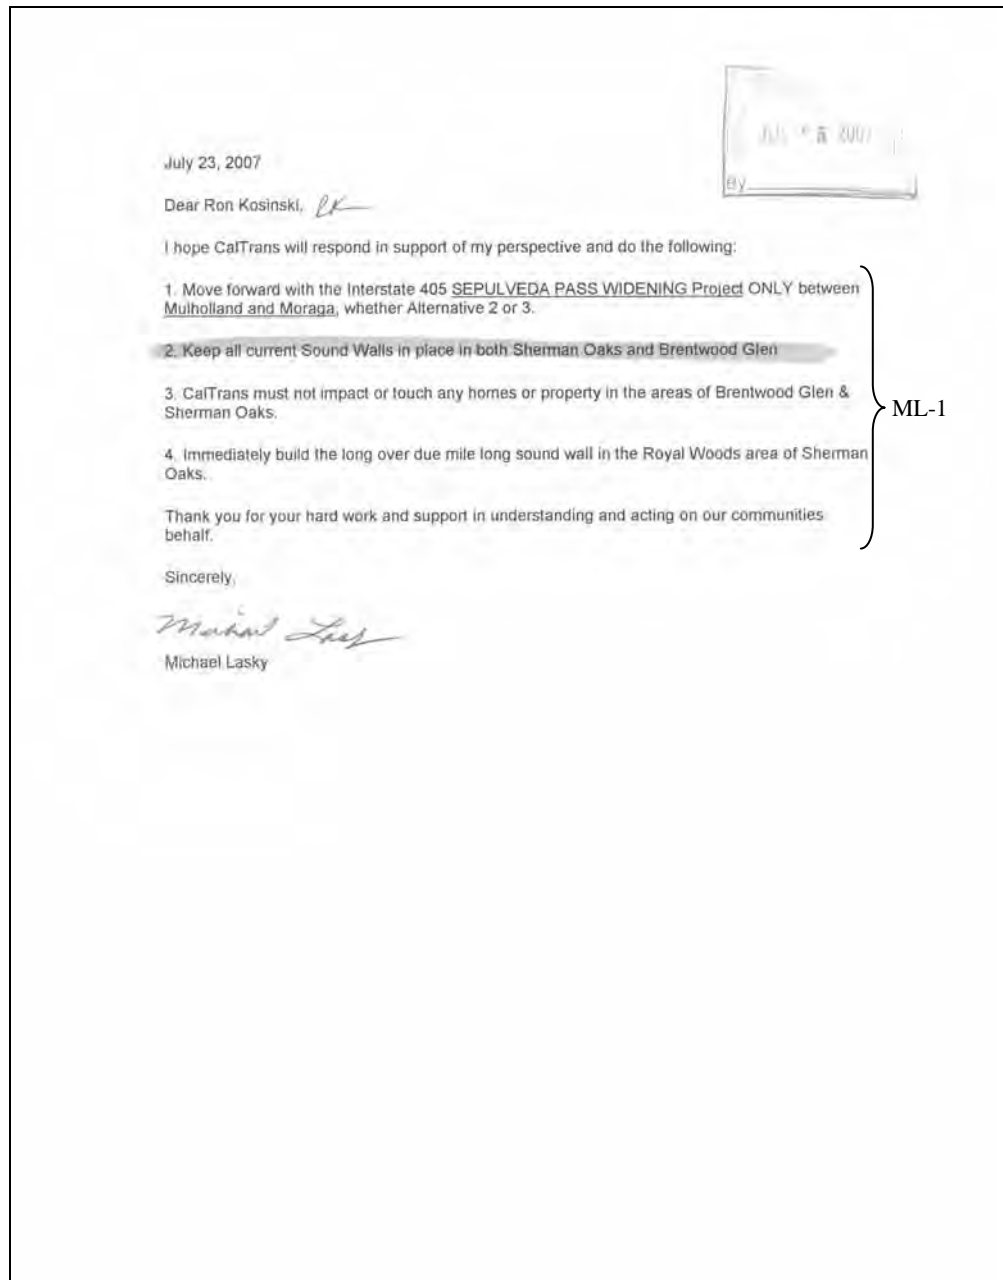 July 23, 2007
By
Dear Ron Kosinski, RK
I hope CalTrans will respond in support of my perspective and do the following:
1. Move forward with the Interstate 405 SEPULVEDA PASS WIDENING Project ONLY between
Mulholland and Moraga, whether Alternative 2 or 3.
2. Keep all current Sound Walls in place in both Sherman Oaks and Brentwood Glen
3. CalTrans must not impact or touch any homes or property in the areas of Brentwood Glen &
Sherman Oaks.
ML-1
4. Immediately build the long over due mile long sound wall in the Royal Woods area of Sherman
Oaks.
Thank you for your hard work and support in understanding and acting on our communities
behalf.
Sincerely,
Michael Lasky
Michael Lasky